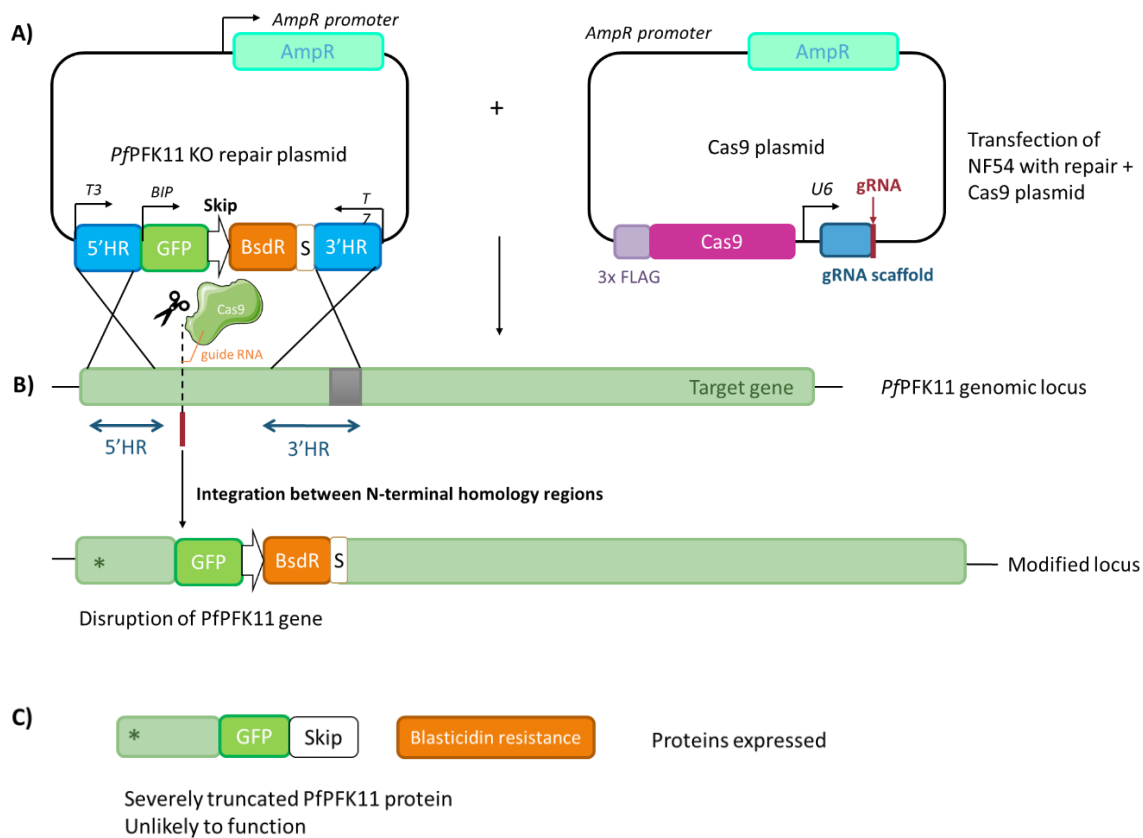 A)
AmpR promoter
AmpR
PfPFK11 KO repair plasmid
T3
BIP
Skip
T
7
5'HR
GFP
BsdR
S
3'HR
+
AmpR promoter
AmpR
Cas9 plasmid
U6
gRNA
Cas9
3x FLAG
gRNA scaffold
Transfection of
NF54 with repair +
Cas9 plasmid
Cas9
guide RNA
B)
Target gene
PfPFK11 genomic locus
5'HR
3'HR
Integration between N-terminal homology regions
*
GFP
BsdR
S
Modified locus
Disruption of PfPFK11 gene
C)
*
GFP
Skip
Blasticidin resistance
Proteins expressed
Severely truncated PfPFK11 protein
Unlikely to function